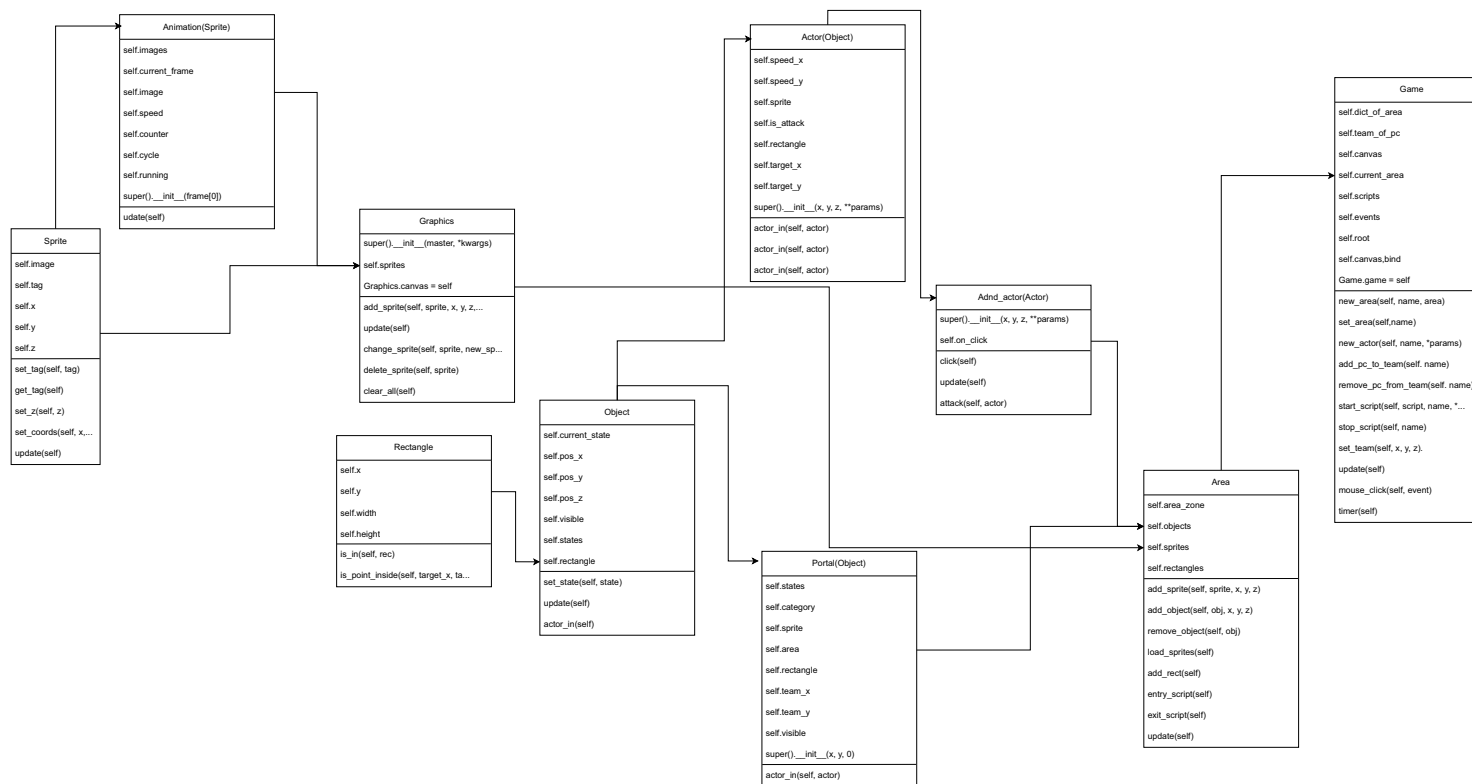 Animation(Sprite)
self.images
self.current_frame
self.image
self.speed
self.counter
self.cycle
self.running
super().__init__(frame[0])
udate(self)
Sprite
self.image
self.tag
self.x
self.y
self.z
set_tag(self, tag)
get_tag(self)
set_z(self, z)
set_coords(self, x,...
update(self)
Graphics
super().__init__(master, *kwargs)
self.sprites
Graphics.canvas = self
add_sprite(self, sprite, x, y, z,...
update(self)
change_sprite(self, sprite, new_sp...
delete_sprite(self, sprite)
clear_all(self)
Rectangle
self.x
self.y
self.width
self.height
is_in(self, rec)
is_point_inside(self, target_x, ta...
Object
self.current_state
self.pos_x
self.pos_y
self.pos_z
self.visible
self.states
self.rectangle
set_state(self, state)
update(self)
actor_in(self)
Actor(Object)
self.speed_x
self.speed_y
self.sprite
self.is_attack
self.rectangle
self.target_x
self.target_y
super().__init__(x, y, z, **params)
actor_in(self, actor)
actor_in(self, actor)
actor_in(self, actor)
Portal(Object)
self.states
self.category
self.sprite
self.area
self.rectangle
self.team_x
self.team_y
self.visible
super().__init__(x, y, 0)
actor_in(self, actor)
Adnd_actor(Actor)
super().__init__(x, y, z, **params)
self.on_click
click(self)
update(self)
attack(self, actor)
Area
self.area_zone
self.objects
self.sprites
self.rectangles
add_sprite(self, sprite, x, y, z)
add_object(self, obj, x, y, z)
remove_object(self, obj)
load_sprites(self)
add_rect(self)
entry_script(self)
exit_script(self)
update(self)
Game
self.dict_of_area
self.team_of_pc
self.canvas
self.current_area
self.scripts
self.events
self.root
self.canvas,bind
Game.game = self
new_area(self, name, area)
set_area(self,name)
new_actor(self, name, *params)
add_pc_to_team(self. name)
remove_pc_from_team(self. name)
start_script(self, script, name, *...
stop_script(self, name)
set_team(self, x, y, z).
update(self)
mouse_click(self, event)
timer(self)